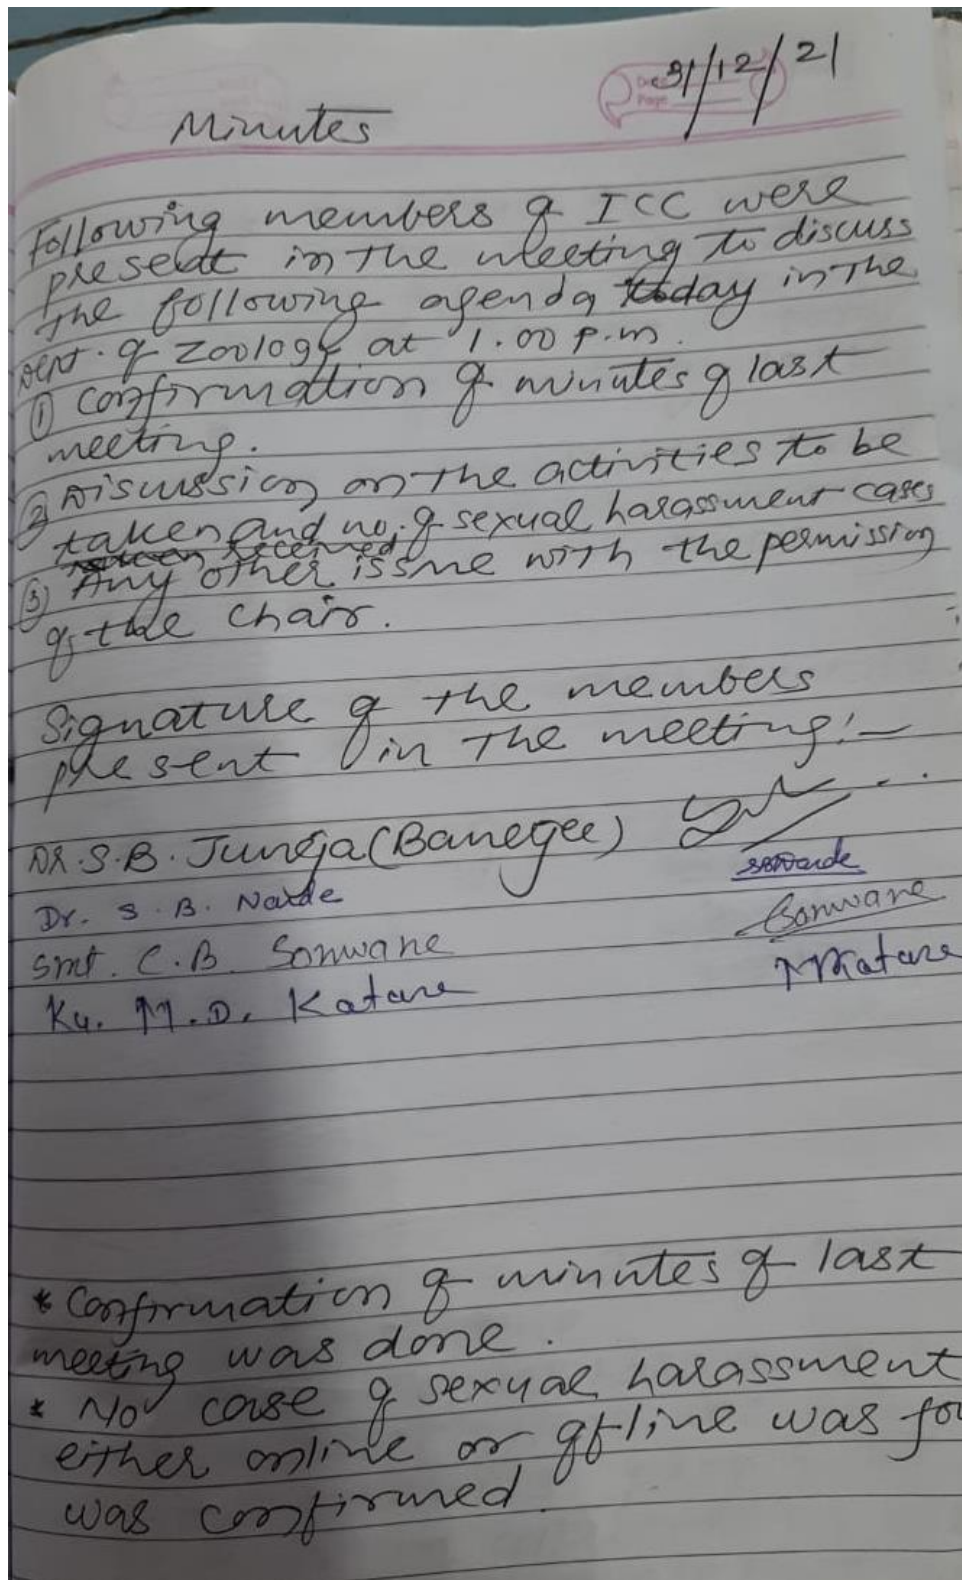 31/12/21
Minutes
Following members of ICC were
present in the meeting to discuss
the following agenda today in the
Dept. of Zoology at 1.00 p.m.
① Confirmation of minutes of last
meeting.
② Discussion on the activities to be
taken and no. of sexual harassment cases
received
③ Any other issue with the permission
of the chair.
Signature of the members
present in the meeting:-
Dr. S.B. Juneja (Banerjee)
Dr. S. B. Narde SBNarde
Smt. C.B. Sonwane Sonwane
Ku. M.D. Katare MKatare
* Confirmation of minutes of last
meeting was done.
* No case of sexual harassment
either online or offline was
was confirmed.